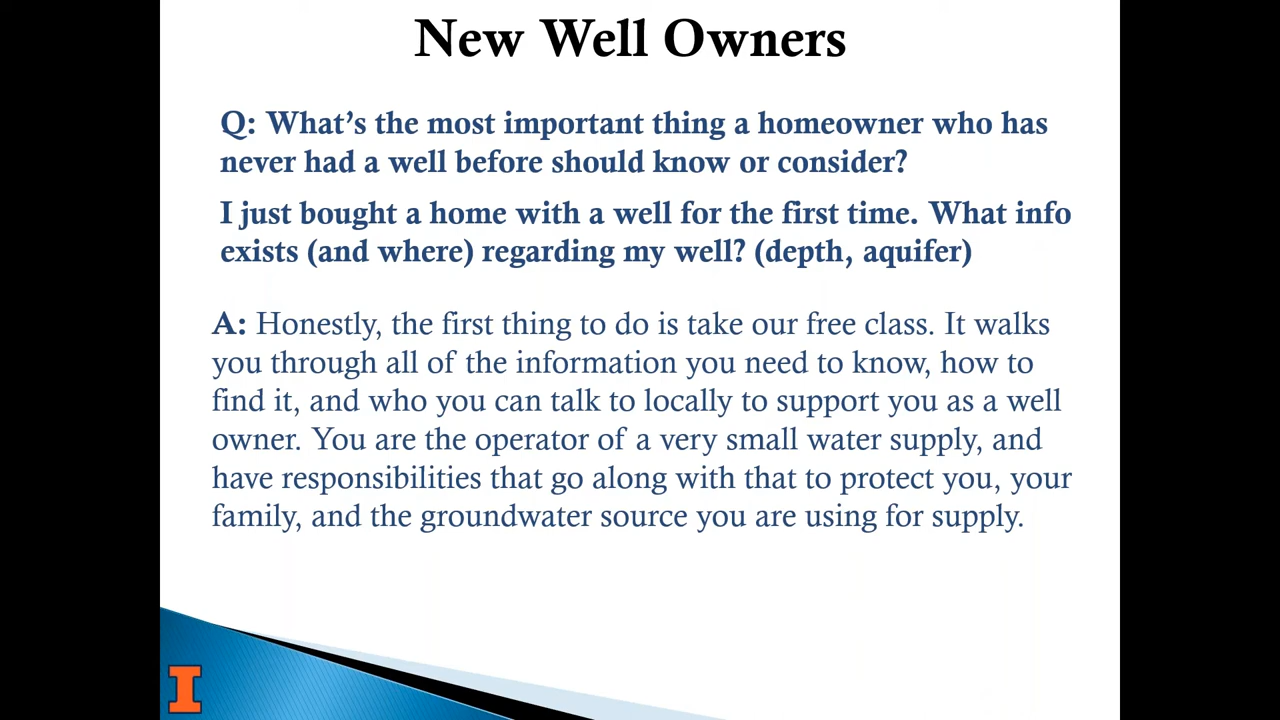 New Well Owners
Q: What’s the most important thing a homeowner who has
never had a well before should know or consider?
I just bought a home with a well for the first time. What info
exists (and where) regarding my well? (depth, aquifer)
A: Honestly, the first thing to do is take our free class. It walks
you through all of the information you need to know, how to
find it, and who you can talk to locally to support you as a well
owner. You are the operator of a very small water supply, and
have responsibilities that go along with that to protect you, your
family, and the groundwater source you are using for supply.
I